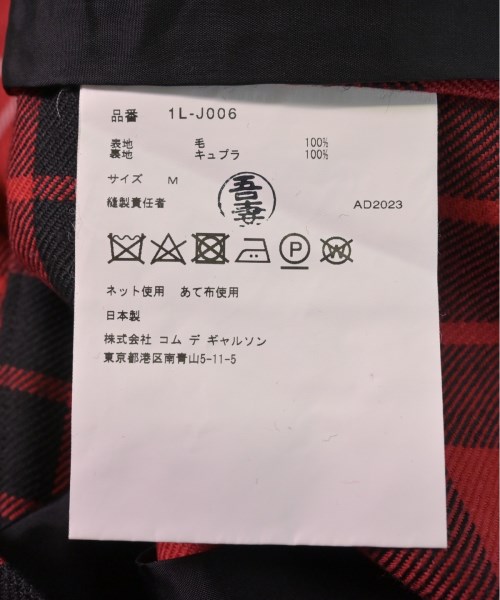 品番 1L-J006
表地 毛 100%
裏地 キュプラ 100%
サイズ M
吾妻
縫製責任者 AD2023
P W
ネット使用 あて布使用
日本製
株式会社 コム デ ギャルソン
東京都港区南青山5-11-5